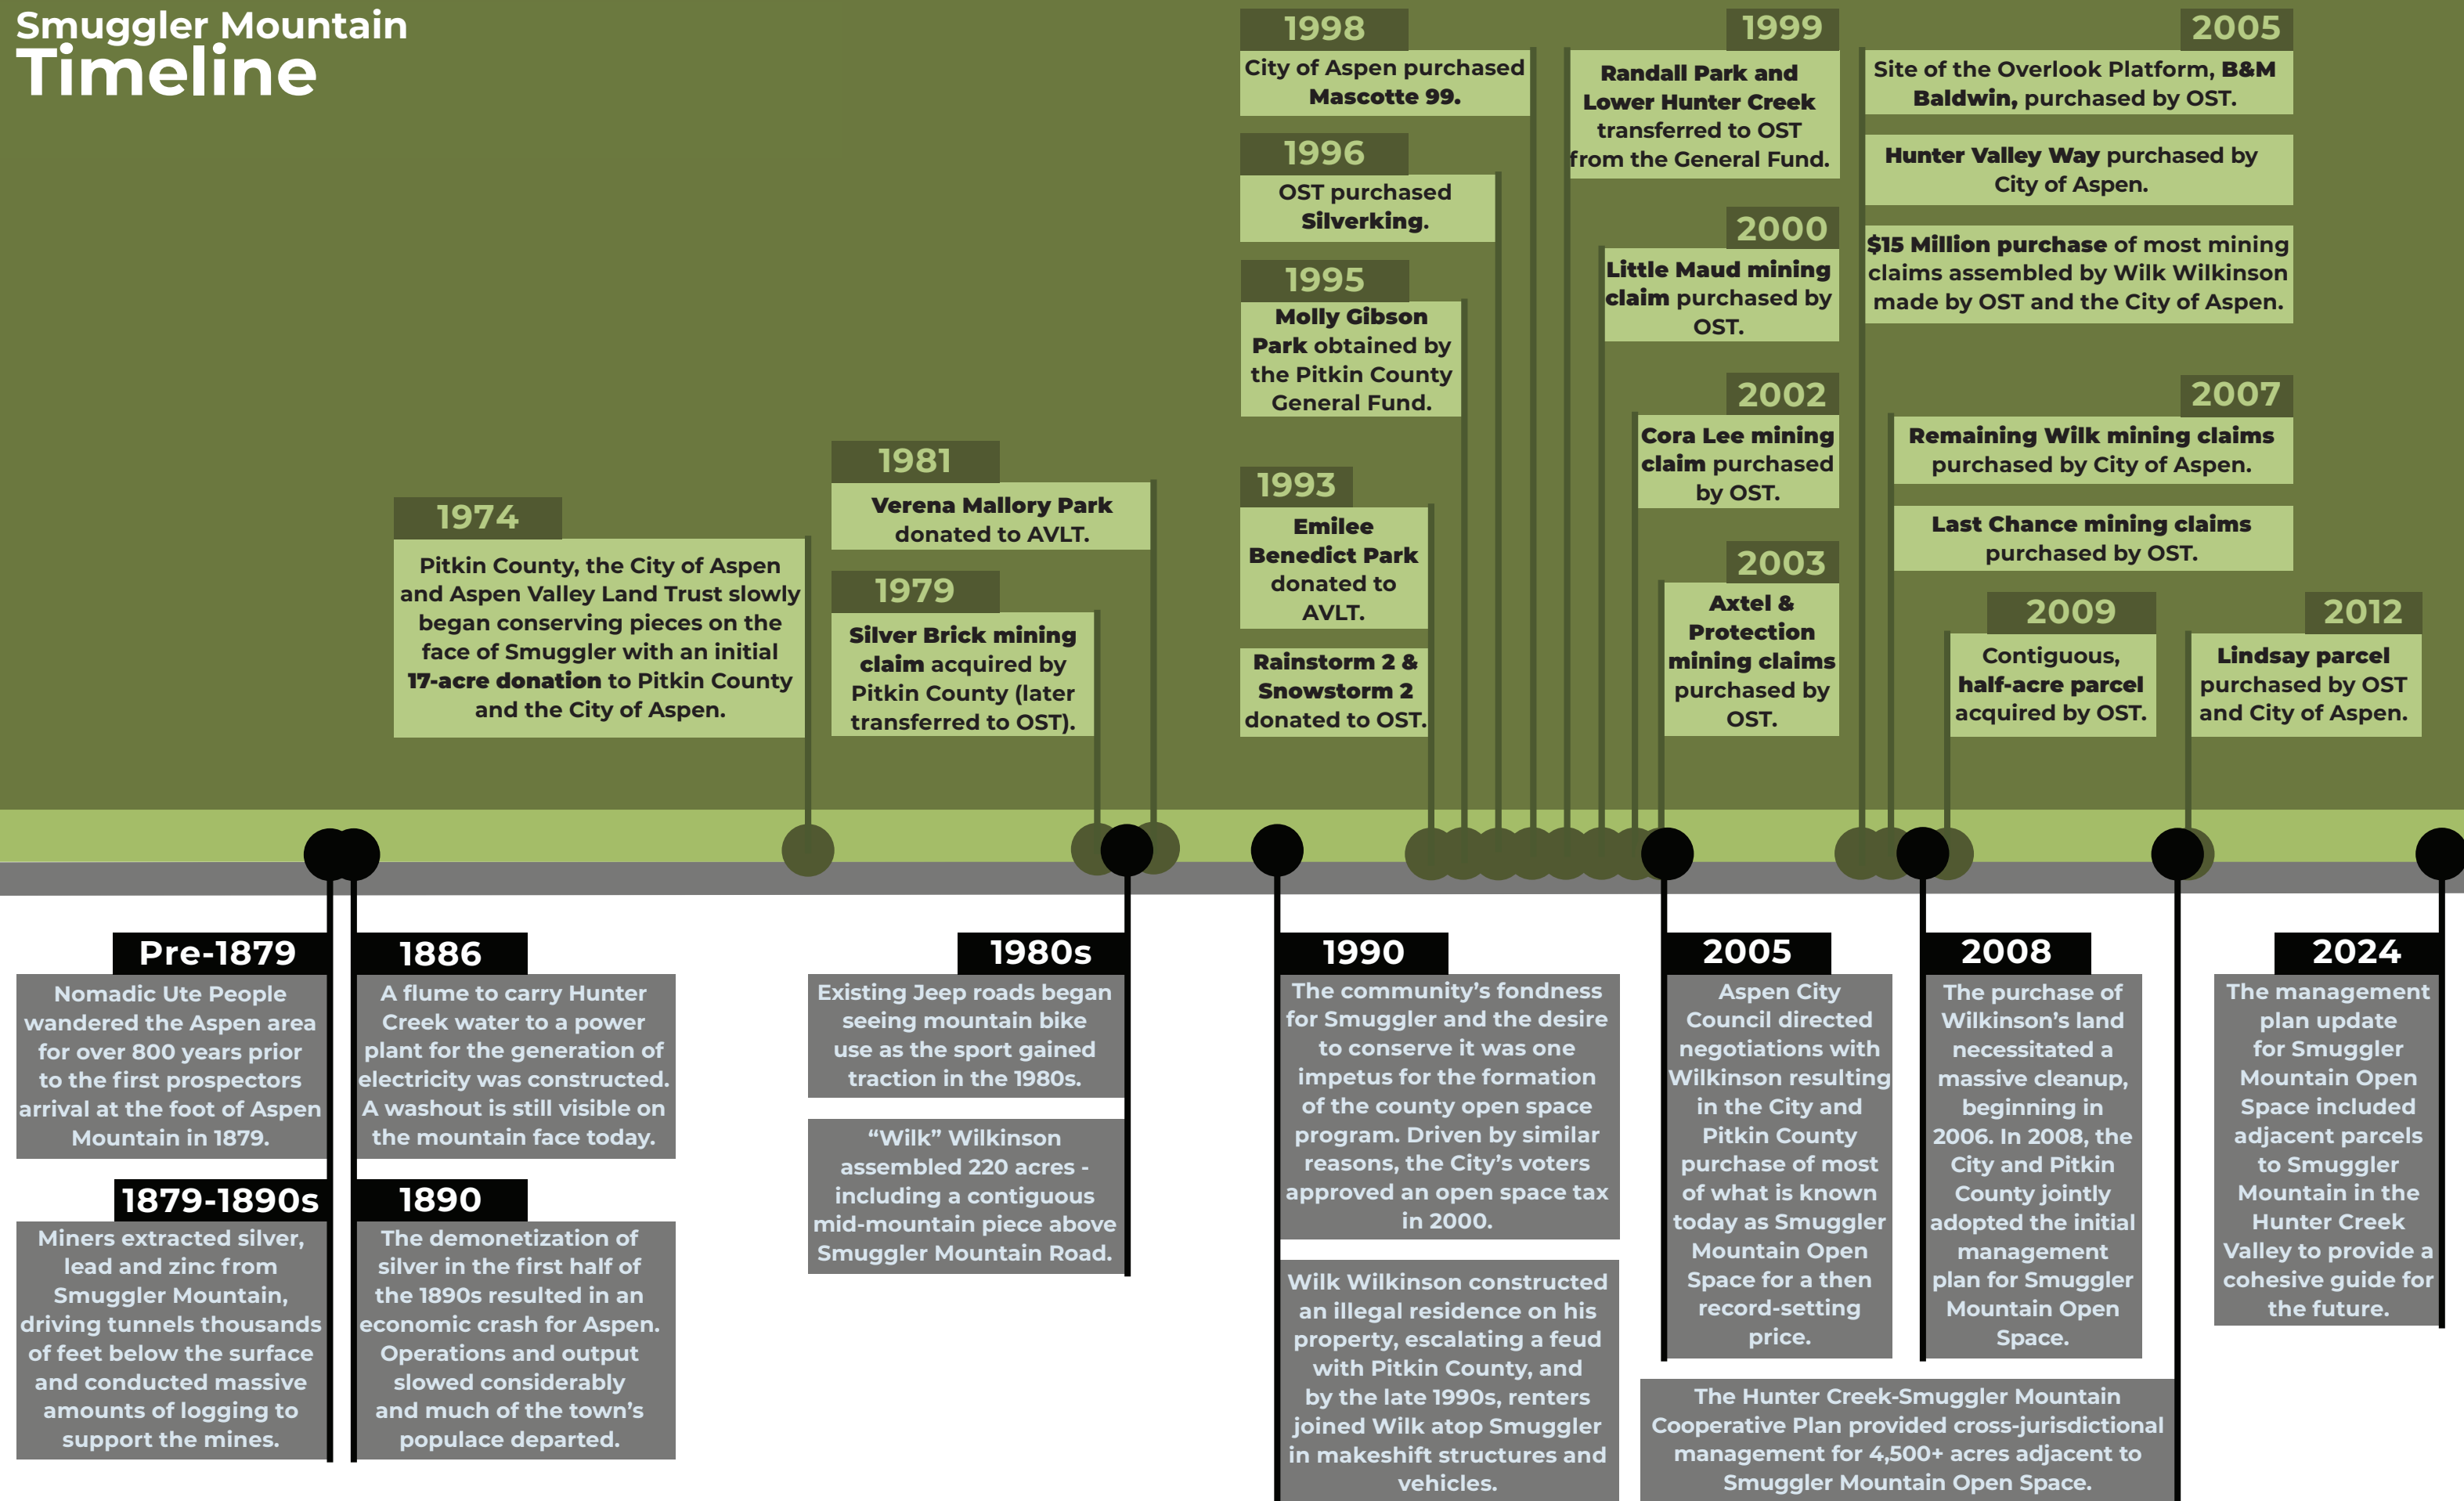 Smuggler Mountain
Timeline
1974
Pitkin County, the City of Aspen
and Aspen Valley Land Trust slowly
began conserving pieces on the
face of Smuggler with an initial
17-acre donation to Pitkin County
and the City of Aspen.
1981
Verena Mallory Park
donated to AVLT.
1979
Silver Brick mining
claim acquired by
Pitkin County (later
transferred to OST).
1998
City of Aspen purchased
Mascotte 99.
1996
OST purchased
Silverking.
1995
Molly Gibson
Park obtained by
the Pitkin County
General Fund.
1993
Emilee
Benedict Park
donated to
AVLT.
Rainstorm 2 &
Snowstorm 2
donated to OST.
1999
Randall Park and
Lower Hunter Creek
transferred to OST
from the General Fund.
2000
Little Maud mining
claim purchased by
OST.
2002
Cora Lee mining
claim purchased
by OST.
2003
Axtel &
Protection
mining claims
purchased by
OST.
2005
Site of the Overlook Platform, B&M
Baldwin, purchased by OST.
Hunter Valley Way purchased by
City of Aspen.
$15 Million purchase of most mining
claims assembled by Wilk Wilkinson
made by OST and the City of Aspen.
2007
Remaining Wilk mining claims
purchased by City of Aspen.
Last Chance mining claims
purchased by OST.
2009
Contiguous,
half-acre parcel
acquired by OST.
2012
Lindsay parcel
purchased by OST
and City of Aspen.
Pre-1879
Nomadic Ute People
wandered the Aspen area
for over 800 years prior
to the first prospectors
arrival at the foot of Aspen
Mountain in 1879.
1879-1890s
Miners extracted silver,
lead and zinc from
Smuggler Mountain,
driving tunnels thousands
of feet below the surface
and conducted massive
amounts of logging to
support the mines.
1886
A flume to carry Hunter
Creek water to a power
plant for the generation of
electricity was constructed.
A washout is still visible on
the mountain face today.
1890
The demonetization of
silver in the first half of
the 1890s resulted in an
economic crash for Aspen.
Operations and output
slowed considerably
and much of the town’s
populace departed.
1980s
Existing Jeep roads began
seeing mountain bike
use as the sport gained
traction in the 1980s.
“Wilk” Wilkinson
assembled 220 acres -
including a contiguous
mid-mountain piece above
Smuggler Mountain Road.
1990
The community’s fondness
for Smuggler and the desire
to conserve it was one
impetus for the formation
of the county open space
program. Driven by similar
reasons, the City’s voters
approved an open space tax
in 2000.
Wilk Wilkinson constructed
an illegal residence on his
property, escalating a feud
with Pitkin County, and
by the late 1990s, renters
joined Wilk atop Smuggler
in makeshift structures and
vehicles.
2005
Aspen City
Council directed
negotiations with
Wilkinson resulting
in the City and
Pitkin County
purchase of most
of what is known
today as Smuggler
Mountain Open
Space for a then
record-setting
price.
2008
The purchase of
Wilkinson’s land
necessitated a
massive cleanup,
beginning in
2006. In 2008, the
City and Pitkin
County jointly
adopted the initial
management
plan for Smuggler
Mountain Open
Space.
The Hunter Creek-Smuggler Mountain
Cooperative Plan provided cross-jurisdictional
management for 4,500+ acres adjacent to
Smuggler Mountain Open Space.
2024
The management
plan update
for Smuggler
Mountain Open
Space included
adjacent parcels
to Smuggler
Mountain in the
Hunter Creek
Valley to provide a
cohesive guide for
the future.